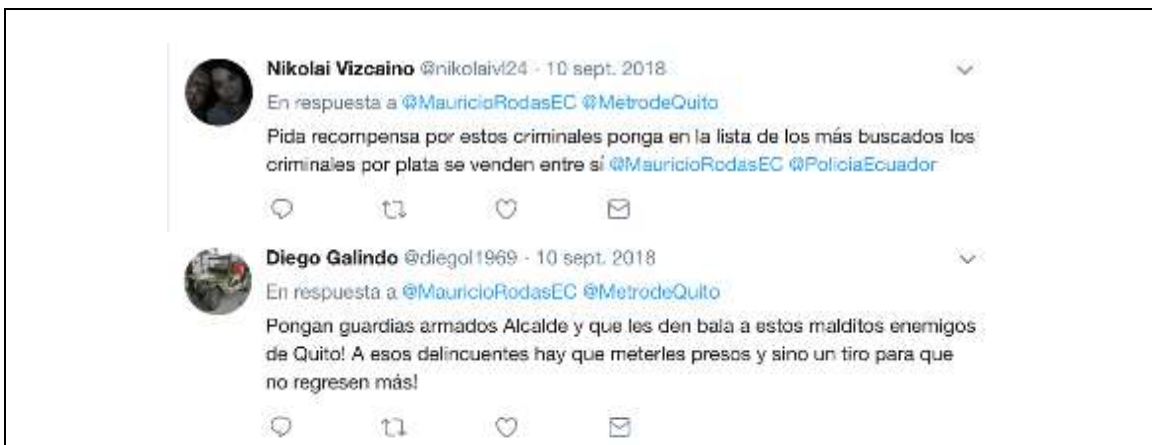 Nikolai Vizcaino @nikolaivl24 · 10 sept. 2018
En respuesta a @MauricioRodasEC @MetrodeQuito
Pida recompensa por estos criminales ponga en la lista de los más buscados los
criminales por plata se venden entre sí @MauricioRodasEC @PoliciaEcuador
Diego Galindo @diegol1969 · 10 sept. 2018
En respuesta a @MauricioRodasEC @MetrodeQuito
Pongan guardias armados Alcalde y que les den bala a estos malditos enemigos
de Quito! A esos delincuentes hay que meterles presos y sino un tiro para que
no regresen más!